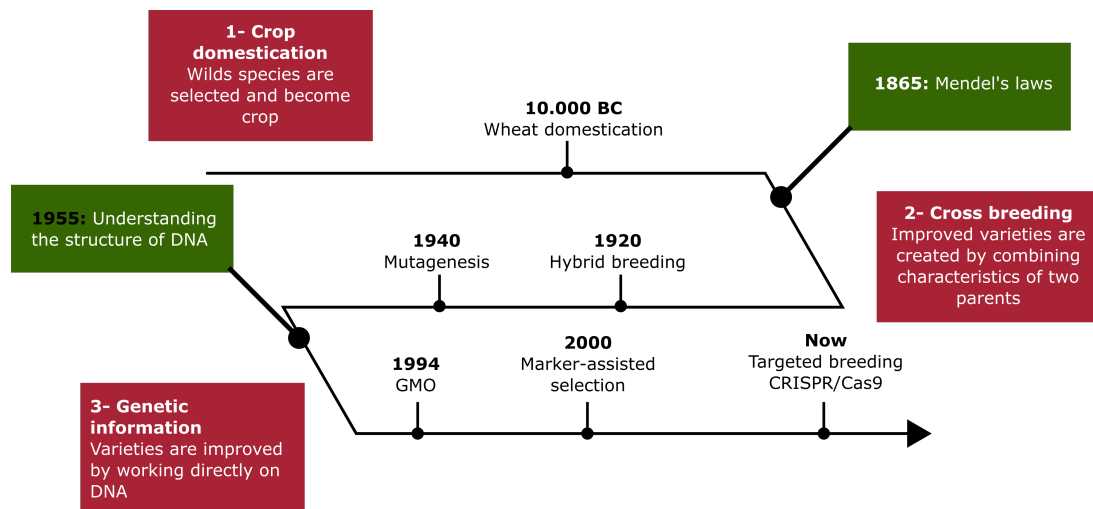 1- Crop
domestication
Wilds species are
selected and become
crop
10.000 BC
Wheat domestication
1865: Mendel's laws
1955: Understanding
the structure of DNA
2- Cross breeding
Improved varieties are
created by combining
characteristics of two
parents
1940
Mutagenesis
1920
Hybrid breeding
1994
GMO
2000
Marker-assisted
selection
Now
Targeted breeding
CRISPR/Cas9
3- Genetic
information
Varieties are improved
by working directly on
DNA